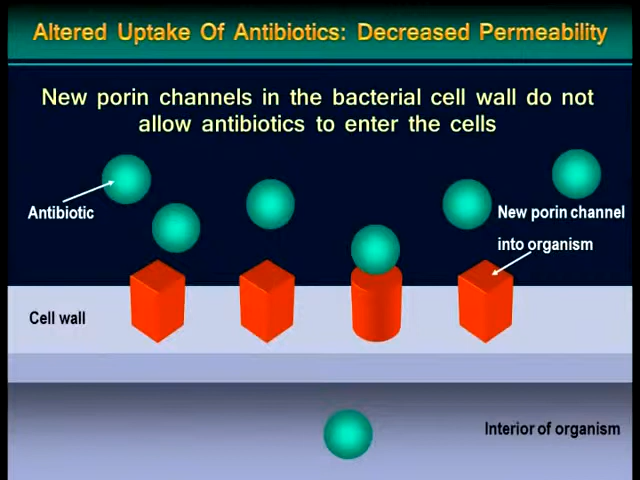 Altered Uptake Of Antibiotics: Decreased Permeability
New porin channels in the bacterial cell wall do not
allow antibiotics to enter the cells
Antibiotic
New porin channel
into organism
Cell wall
Interior of organism